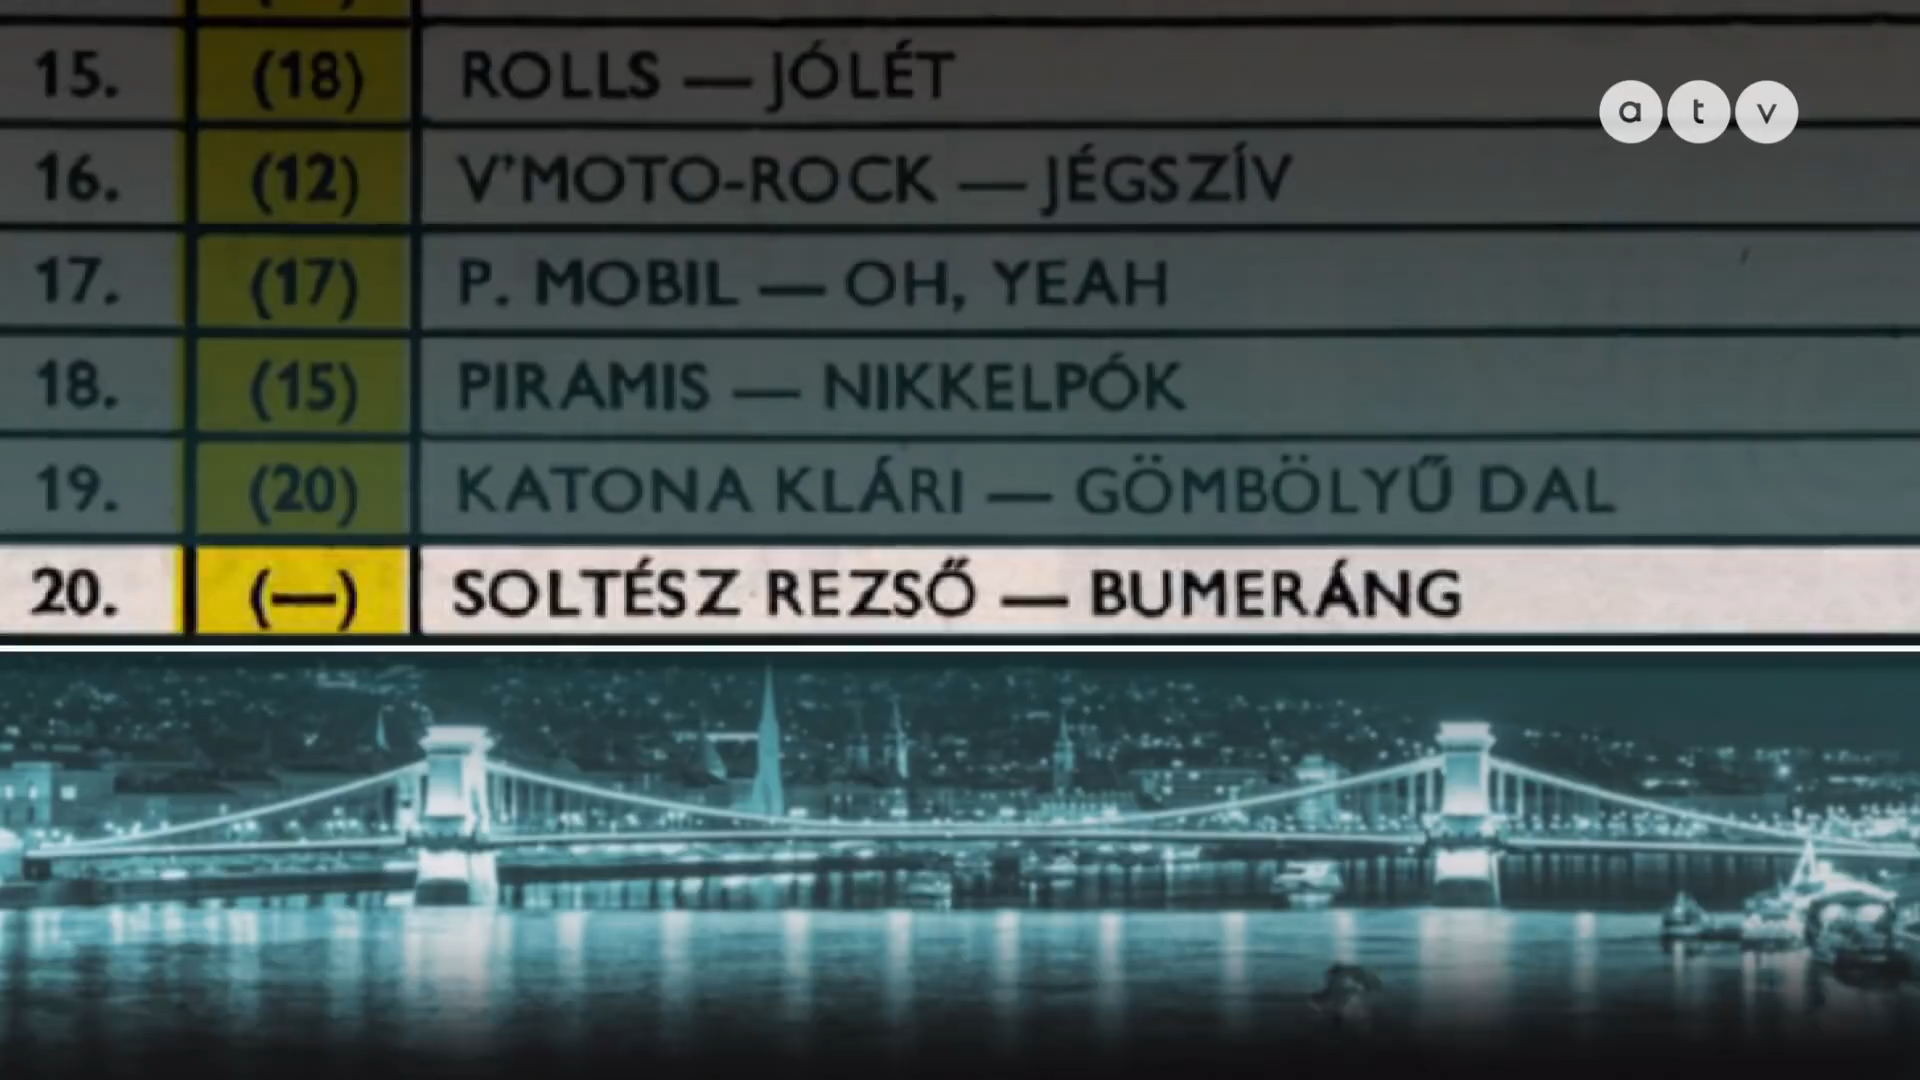 15. (18) ROLLS — JÓLÉT
a t v
16. (12) V'MOTO-ROCK — JÉGSZÍV
17. (17) P. MOBIL — OH, YEAH
18. (15) PIRAMIS — NIKKELPÓK
19. (20) KATONA KLÁRI — GÖMBÖLYŰ DAL
20. (—) SOLTÉSZ REZSŐ — BUMERÁNG